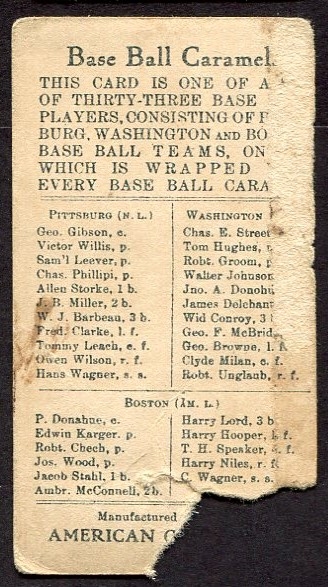 Base Ball Caramel
THIS CARD IS ONE OF A
OF THIRTY-THREE BASE
PLAYERS, CONSISTING OF P
BURG, WASHINGTON AND BO
BASE BALL TEAMS, ON
WHICH IS WRAPPED
EVERY BASE BALL CARA
PITTSBURG (N. L.)
Geo. Gibson, c.
Victor Willis, p.
Sam'l Leever, p.
Chas. Phillipi, p.
Allen Storke, 1 b.
J. B. Miller, 2 b.
W. J. Barbeau, 3 b.
Fred. Clarke, l. f.
Tommy Leach, c. f.
Owen Wilson, r. f.
Hans Wagner, s. s.
WASHINGTON
Chas. E. Street
Tom Hughes, p
Robt. Groom, p
Walter Johnson
Jno. A. Donohu
James Delehant
Wid Conroy, 3 b
Geo. F. McBrid
Geo. Browne, l. f
Clyde Milan, c. f.
Robt. Unglaub, r. f.
BOSTON (AM. L.)
P. Donahue, c.
Edwin Karger. p.
Robt. Chech, p.
Jos. Wood, p.
Jacob Stahl, 1 b.
Ambr. McConnell, 2 b.
Harry Lord, 3 b
Harry Hooper, l. f.
T. H. Speaker, c. f.
Harry Niles, r. f.
C. Wagner, s. s.
Manufactured
AMERICAN C